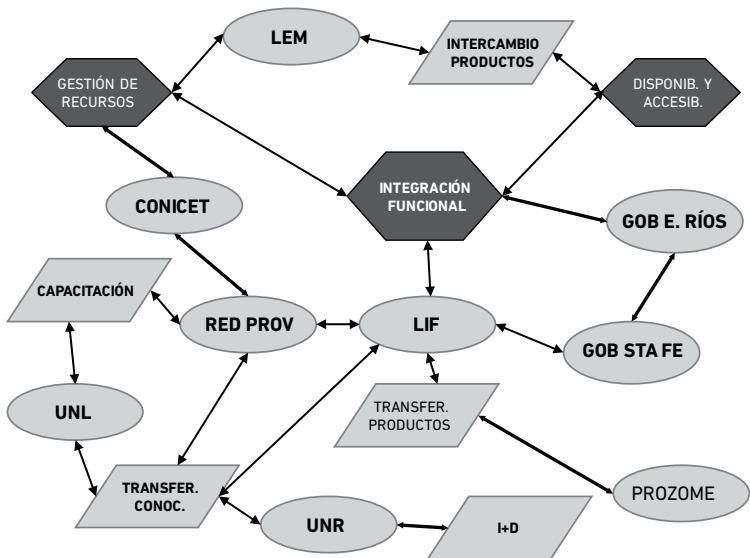 LEM
INTERCAMBIO
PRODUCTOS
GESTIÓN DE
RECURSOS
DISPONIB. Y
ACCESIB.
INTEGRACIÓN
FUNCIONAL
CONICET
GOB E. RÍOS
CAPACITACIÓN
RED PROV
LIF
GOB STA FE
UNL
TRANSFER.
PRODUCTOS
TRANSFER.
CONOC.
PROZOME
UNR
I+D